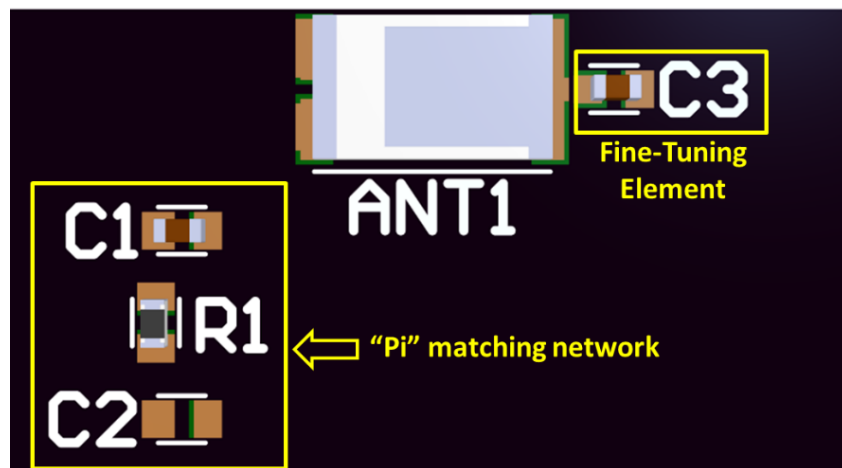 C3
Fine-Tuning
Element
ANT1
C1
R1
"Pi" matching network
C2